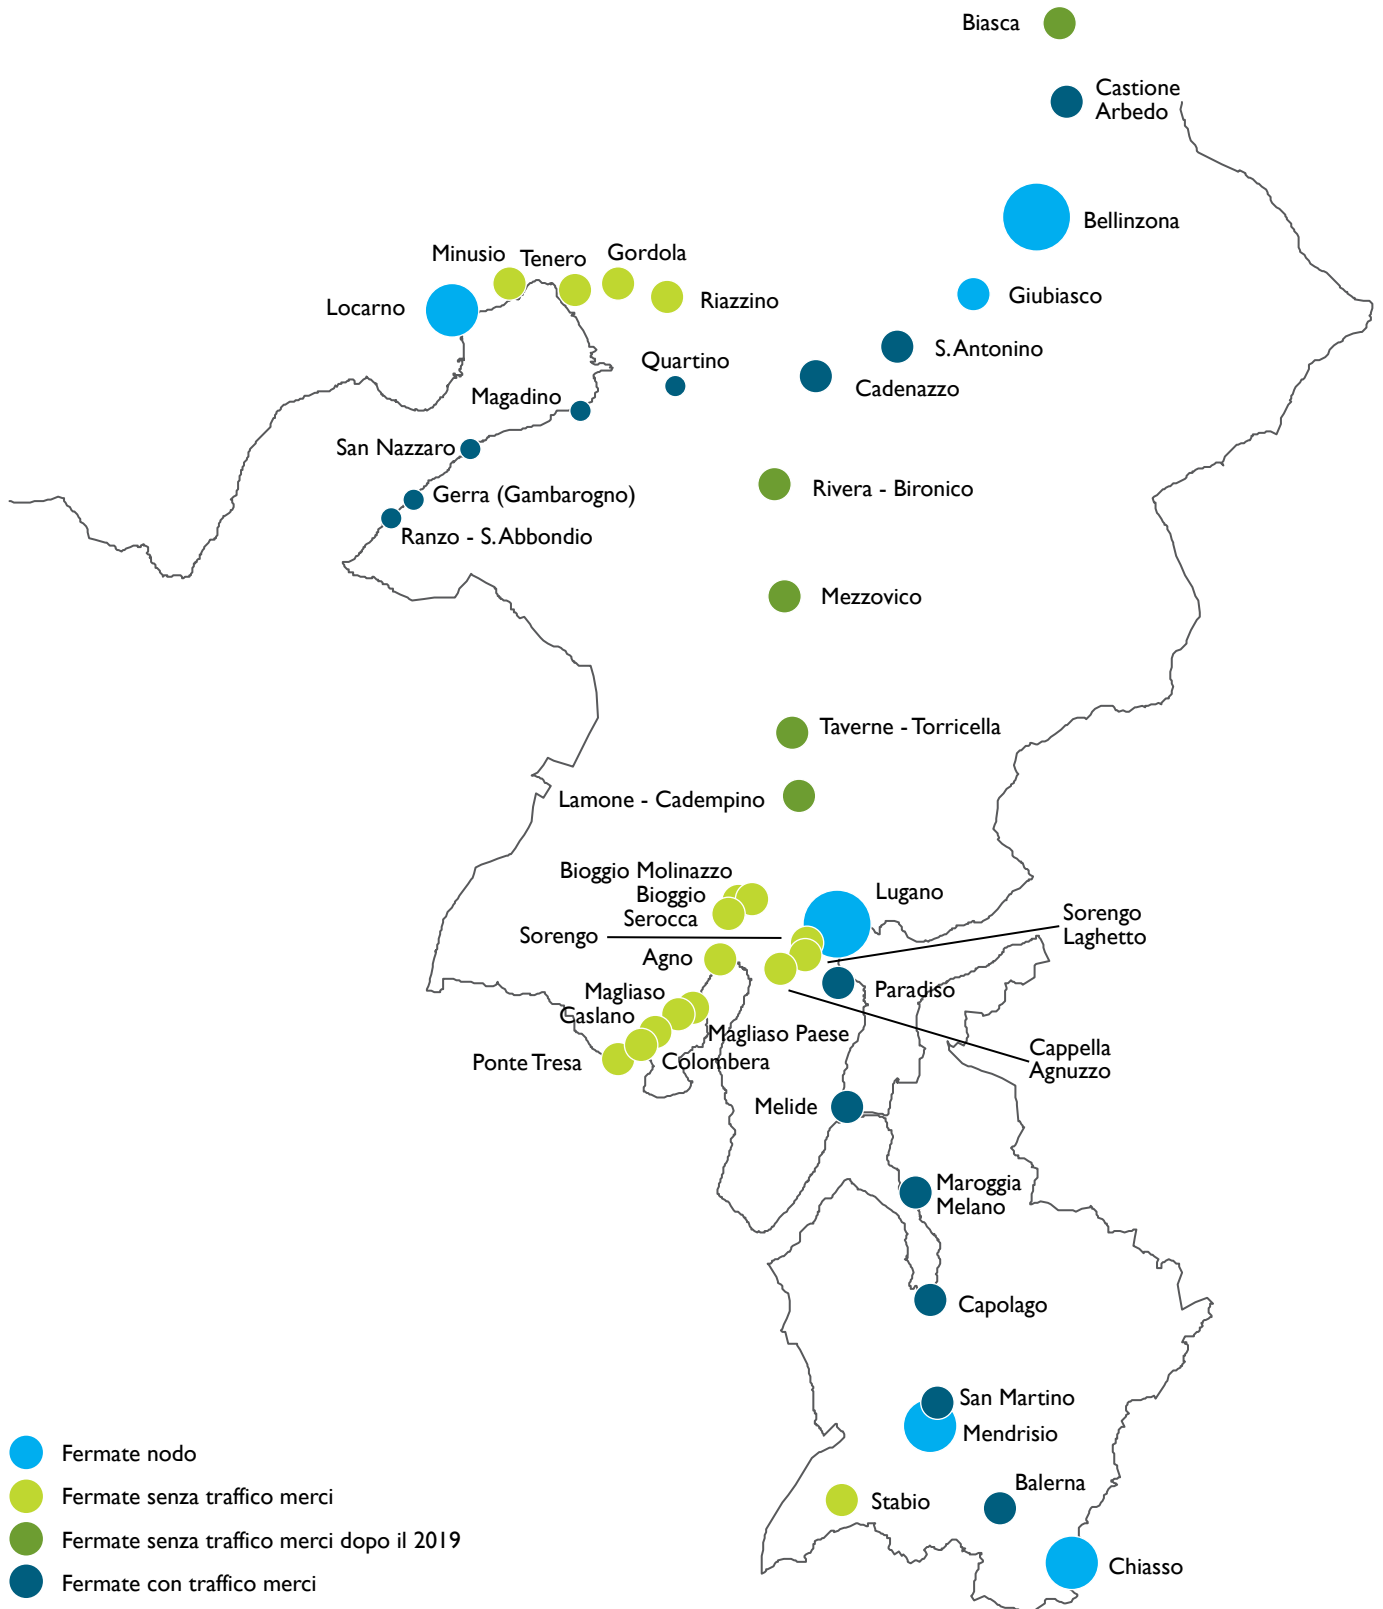 Biasca
Castione
Arbedo
Bellinzona
Minusio
Tenero
Gordola
Locarno
Riazzino
Giubiasco
S. Antonino
Quartino
Cadenazzo
Magadino
San Nazzaro
Gerra (Gambarogno)
Rivera - Bironico
Ranzo - S. Abbondio
Mezzovico
Taverne - Torricella
Lamone - Cadempino
Bioggio Molinazzo
Bioggio
Serocca
Lugano
Sorengo
Sorengo
Laghetto
Agno
Paradiso
Magliaso
Caslano
Magliaso Paese
Ponte Tresa
Colombera
Cappella
Agnuzzo
Melide
Maroggia
Melano
Capolago
San Martino
Mendrisio
Balerna
Stabio
Chiasso
Fermate nodo
Fermate senza traffico merci
Fermate senza traffico merci dopo il 2019
Fermate con traffico merci